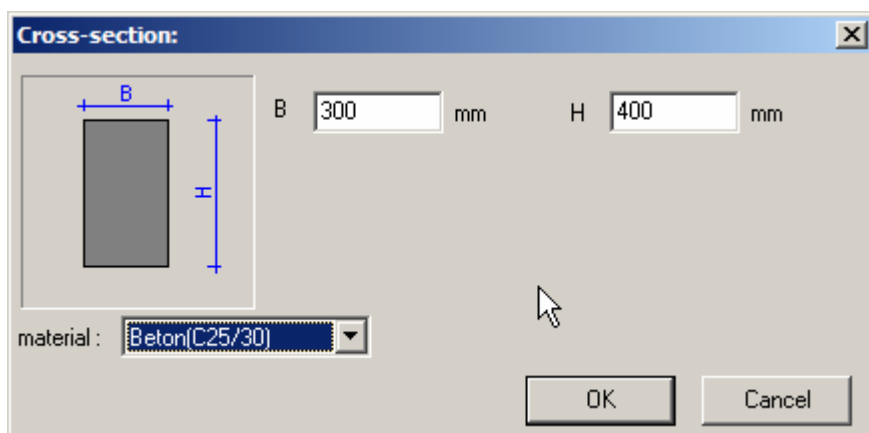 Cross-section:
B
B 300 mm H 400 mm
H
material : Beton(C25/30)
OK Cancel